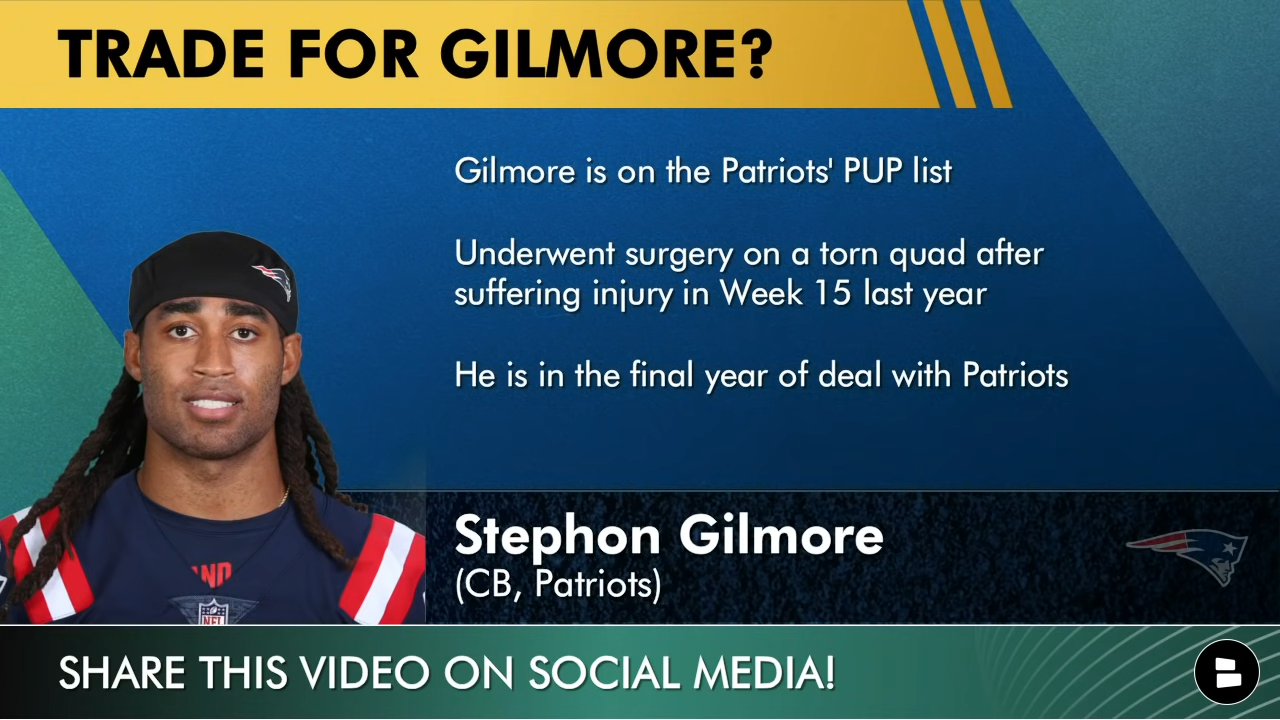 TRADE FOR GILMORE?
Gilmore is on the Patriots' PUP list
Underwent surgery on a torn quad after
suffering injury in Week 15 last year
He is in the final year of deal with Patriots
Stephon Gilmore
(CB, Patriots)
NFL
SHARE THIS VIDEO ON SOCIAL MEDIA!